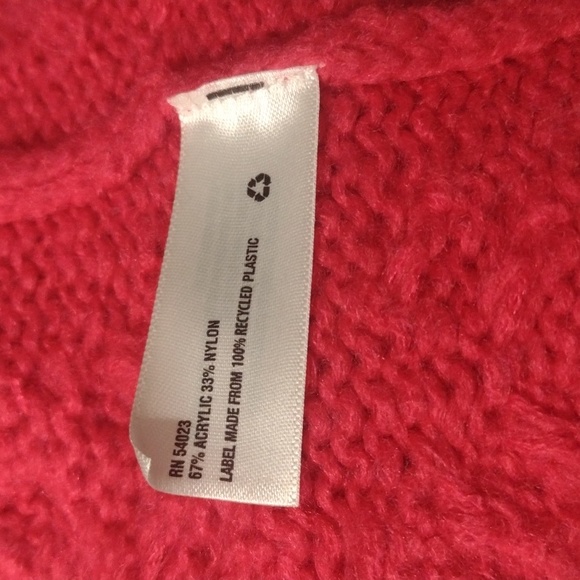 RN 54023
67% ACRYLIC 33% NYLON
LABEL MADE FROM 100% RECYCLED PLASTIC